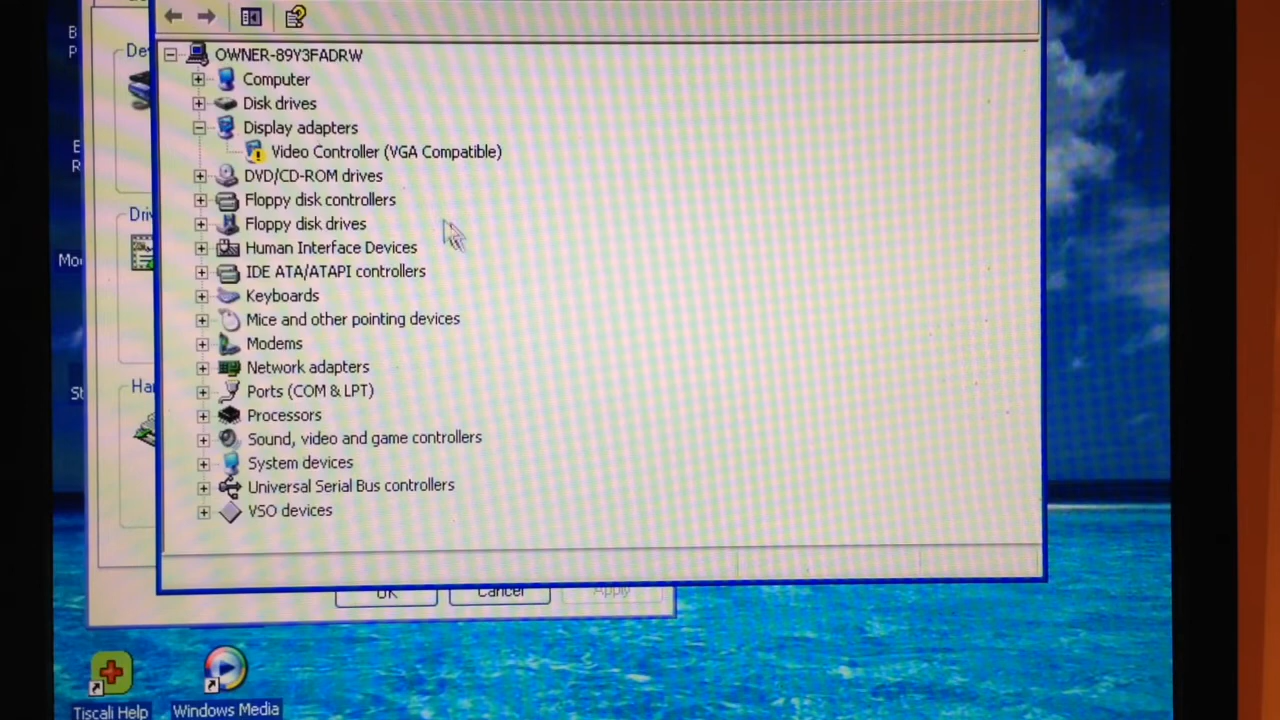 OWNER-89Y3FADRW
Computer
Disk drives
Display adapters
Video Controller (VGA Compatible)
DVD/CD-ROM drives
Floppy disk controllers
Floppy disk drives
Human Interface Devices
IDE ATA/ATAPI controllers
Keyboards
Mice and other pointing devices
Modems
Network adapters
Ports (COM & LPT)
Processors
Sound, video and game controllers
System devices
Universal Serial Bus controllers
VSO devices
OK
Cancel
Apply
Tiscali Help
Windows Media